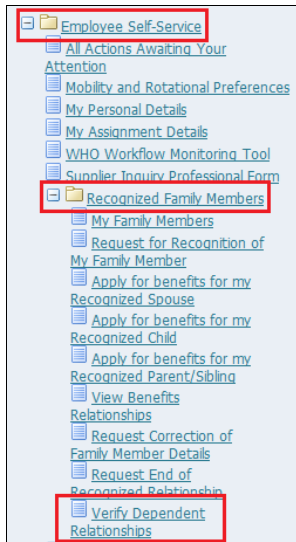 Employee Self-Service
All Actions Awaiting Your
Attention
Mobility and Rotational Preferences
My Personal Details
My Assignment Details
WHO Workflow Monitoring Tool
Supplier Inquiry Professional Form
Recognized Family Members
My Family Members
Request for Recognition of
My Family Member
Apply for benefits for my
Recognized Spouse
Apply for benefits for my
Recognized Child
Apply for benefits for my
Recognized Parent/Sibling
View Benefits
Relationships
Request Correction of
Family Member Details
Request End of
Recognized Relationship
Verify Dependent
Relationships